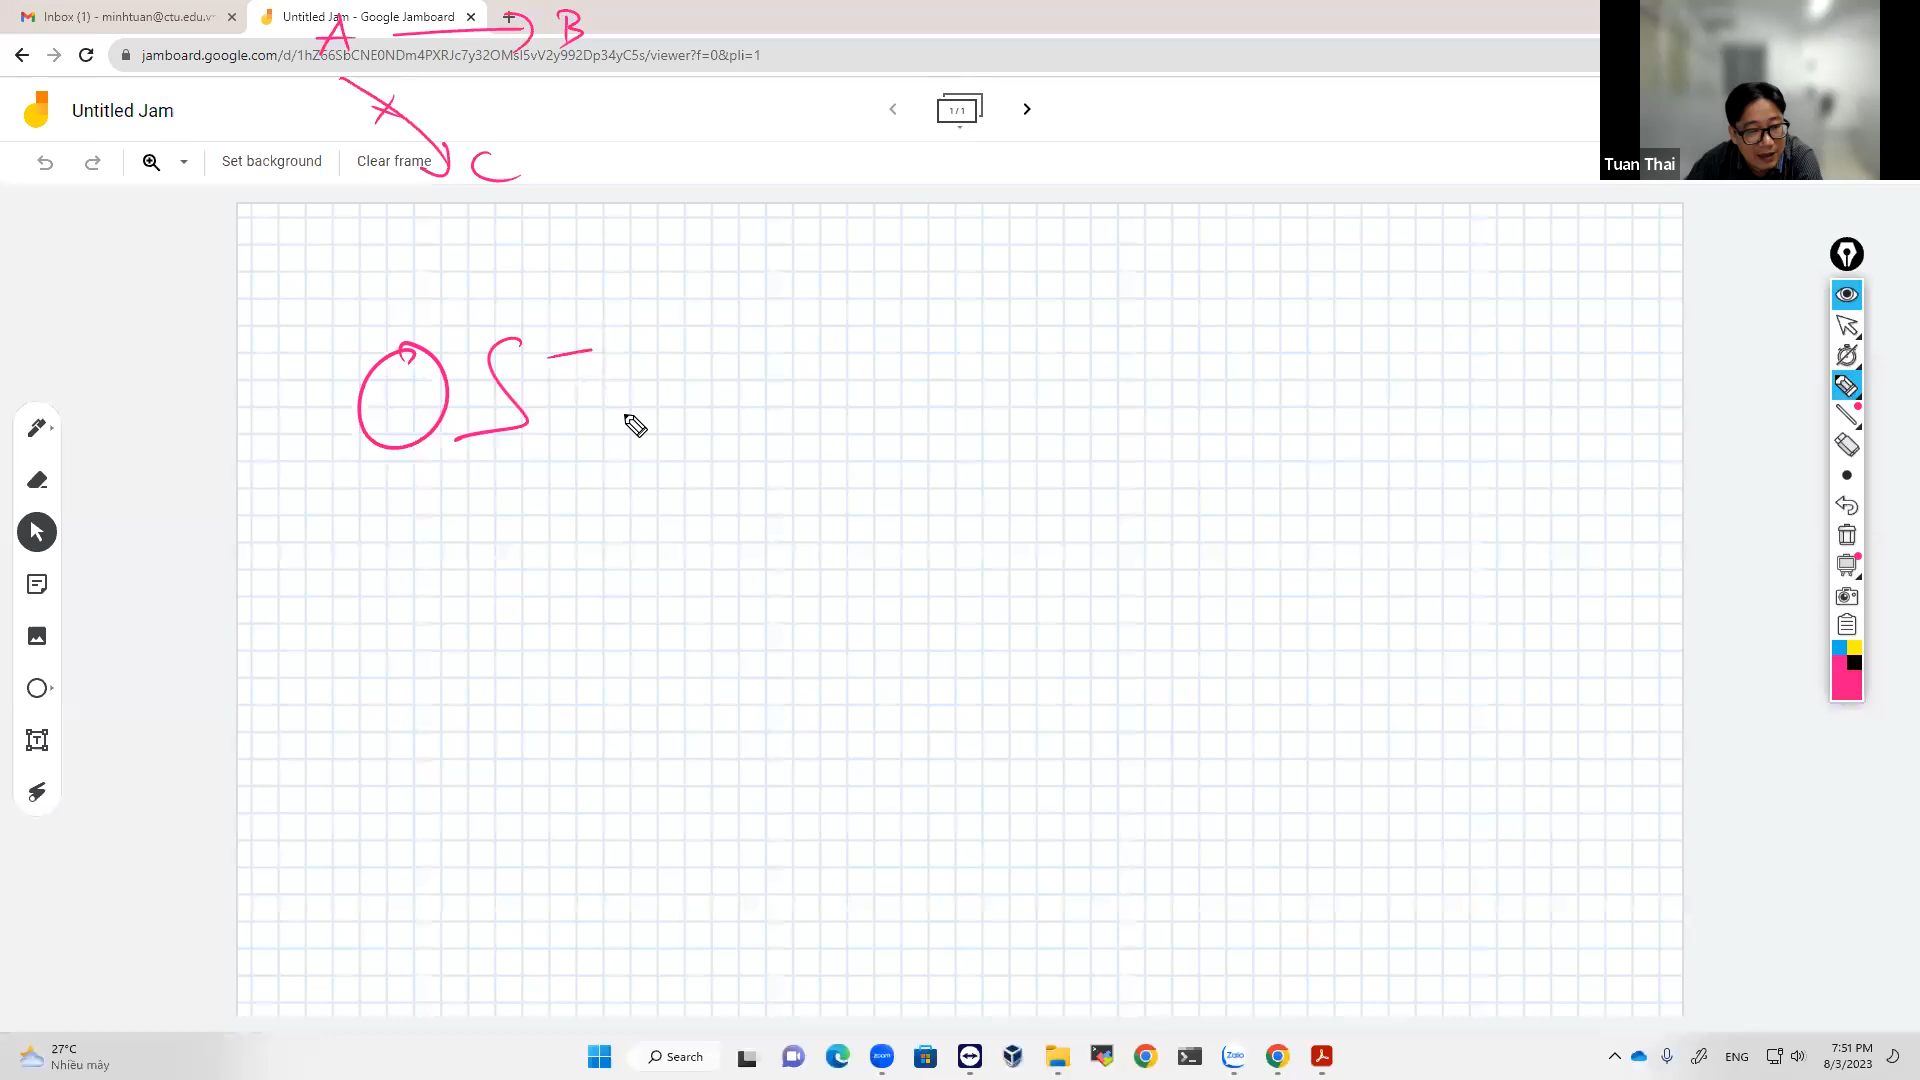 Inbox (1) - minhtuan@ctu.edu.v
Untitled Jam - Google Jamboard
A B
jamboard.google.com/d/1hZ66SbCNE0NDm4PXRJc7y32OMsI5vV2y992Dp34yC5s/viewer?f=0&pli=1
Untitled Jam
1 / 1
Set background
Clear frame
C
Tuan Thai
OS
27°C
Nhiều mây
Search
zoom
Zalo
ENG
7:51 PM
8/3/2023